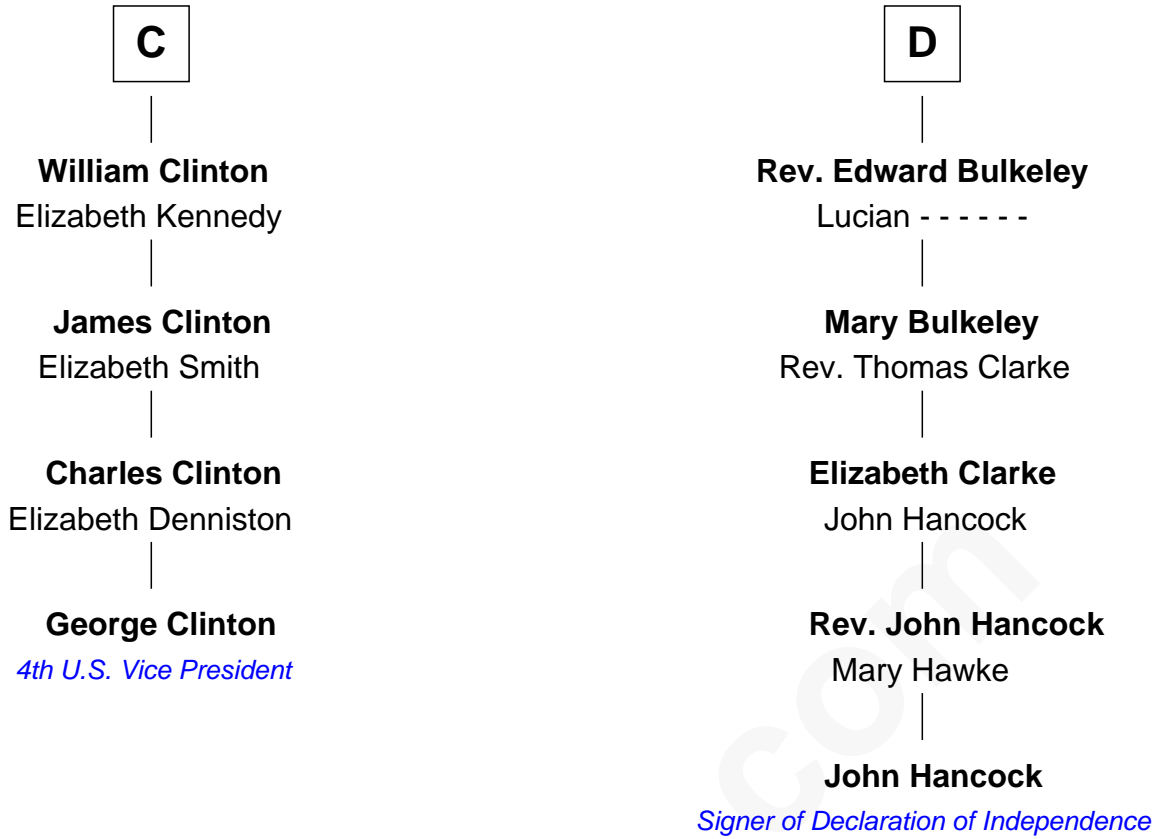 C
William Clinton
Elizabeth Kennedy
James Clinton
Elizabeth Smith
Charles Clinton
Elizabeth Denniston
George Clinton
4th U.S. Vice President
D
Rev. Edward Bulkeley
Lucian - - - - - -
Mary Bulkeley
Rev. Thomas Clarke
Elizabeth Clarke
John Hancock
Rev. John Hancock
Mary Hawke
John Hancock
Signer of Declaration of Independence
com